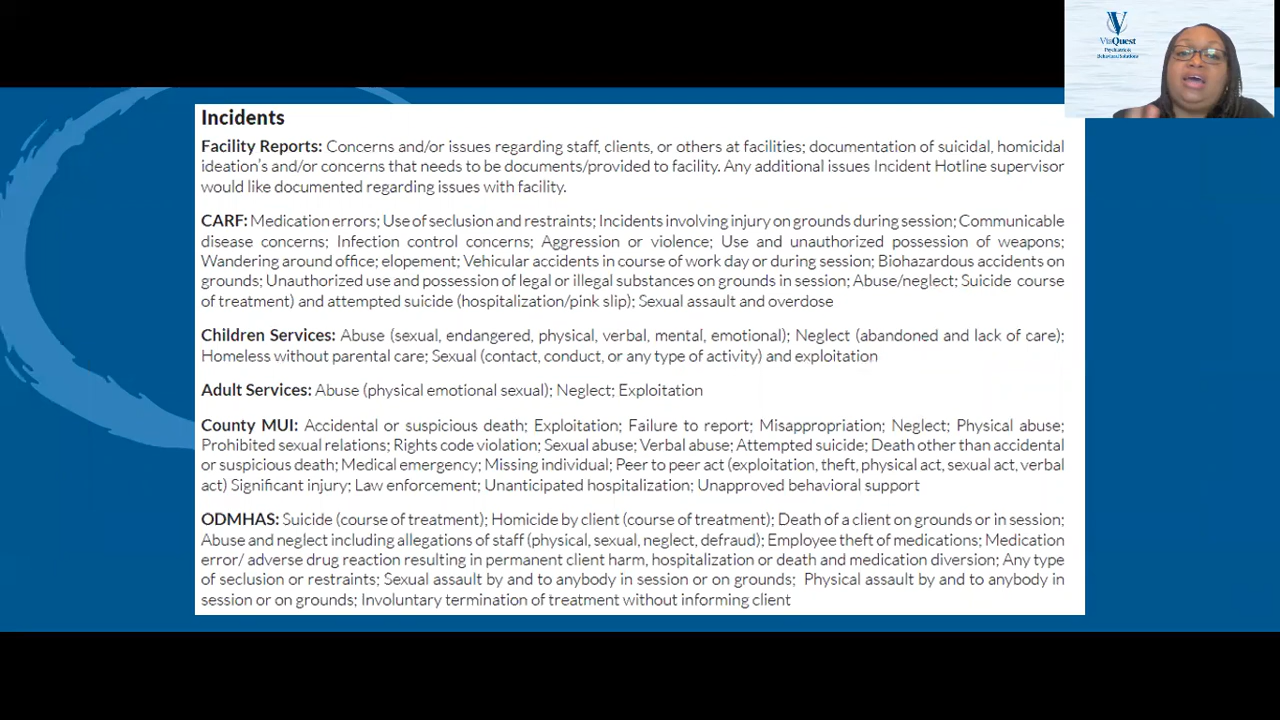 ViaQuest
Psychiatric &
Behavioral Solutions
Incidents
Facility Reports: Concerns and/or issues regarding staff, clients, or others at facilities; documentation of suicidal, homicidal
ideation's and/or concerns that needs to be documents/provided to facility. Any additional issues Incident Hotline supervisor
would like documented regarding issues with facility.
CARF: Medication errors; Use of seclusion and restraints; Incidents involving injury on grounds during session; Communicable
disease concerns; Infection control concerns; Aggression or violence; Use and unauthorized possession of weapons;
Wandering around office; elopement; Vehicular accidents in course of work day or during session; Biohazardous accidents on
grounds; Unauthorized use and possession of legal or illegal substances on grounds in session; Abuse/neglect; Suicide course
of treatment) and attempted suicide (hospitalization/pink slip); Sexual assault and overdose
Children Services: Abuse (sexual, endangered, physical, verbal, mental, emotional); Neglect (abandoned and lack of care);
Homeless without parental care; Sexual (contact, conduct, or any type of activity) and exploitation
Adult Services: Abuse (physical emotional sexual); Neglect; Exploitation
County MUI: Accidental or suspicious death; Exploitation; Failure to report; Misappropriation; Neglect; Physical abuse;
Prohibited sexual relations; Rights code violation; Sexual abuse; Verbal abuse; Attempted suicide; Death other than accidental
or suspicious death; Medical emergency; Missing individual; Peer to peer act (exploitation, theft, physical act, sexual act, verbal
act) Significant injury; Law enforcement; Unanticipated hospitalization; Unapproved behavioral support
ODMHAS: Suicide (course of treatment); Homicide by client (course of treatment); Death of a client on grounds or in session;
Abuse and neglect including allegations of staff (physical, sexual, neglect, defraud); Employee theft of medications; Medication
error/ adverse drug reaction resulting in permanent client harm, hospitalization or death and medication diversion; Any type
of seclusion or restraints; Sexual assault by and to anybody in session or on grounds; Physical assault by and to anybody in
session or on grounds; Involuntary termination of treatment without informing client